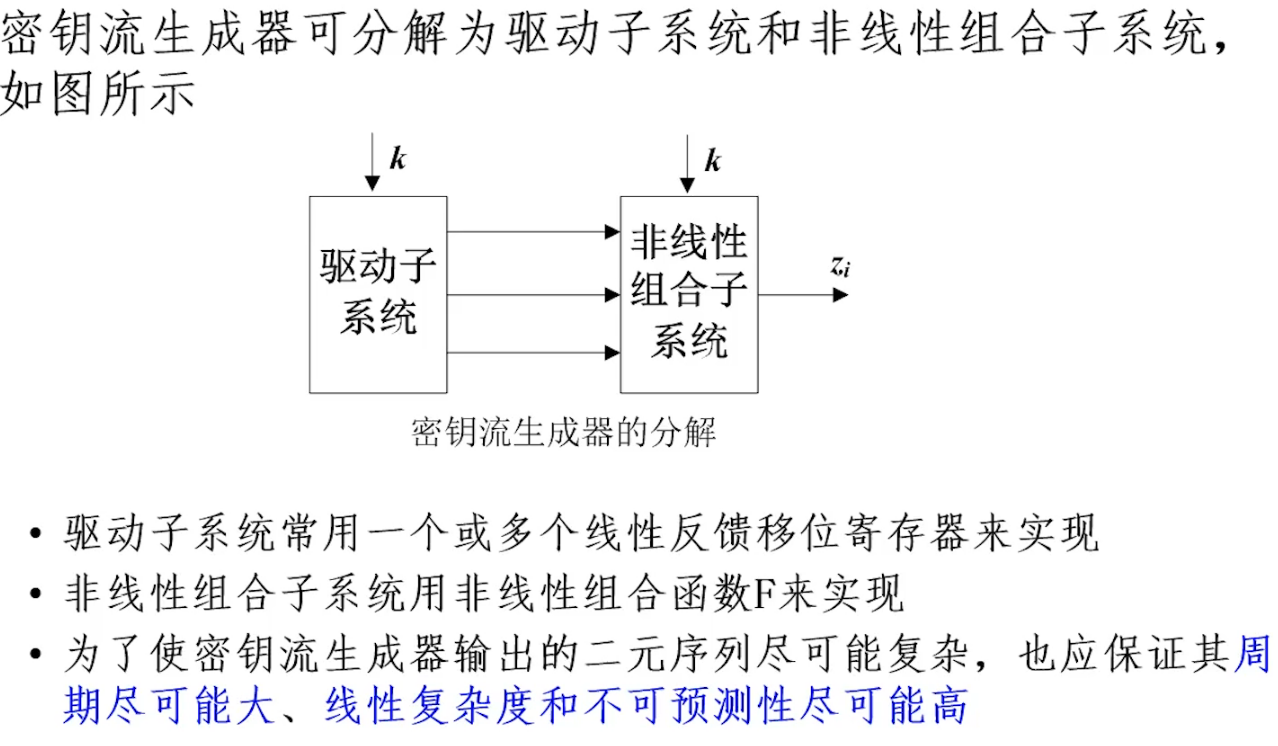 密钥流生成器可分解为驱动子系统和非线性组合子系统，
如图所示
k
k
驱动子
系统
非线性
组合子
系统
zi
密钥流生成器的分解
• 驱动子系统常用一个或多个线性反馈移位寄存器来实现
• 非线性组合子系统用非线性组合函数F来实现
• 为了使密钥流生成器输出的二元序列尽可能复杂，也应保证其周
期尽可能大、线性复杂度和不可预测性尽可能高